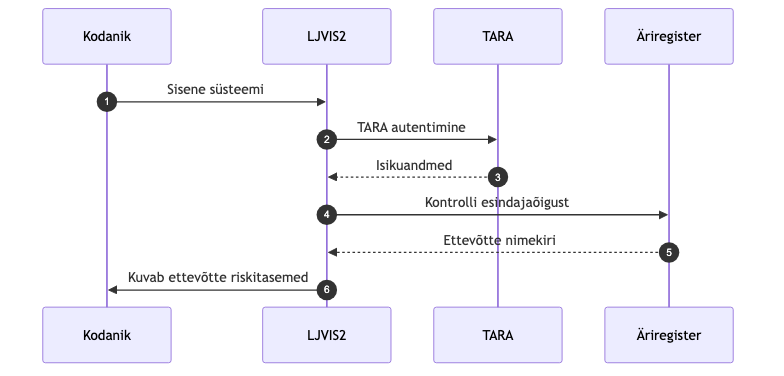 Kodanik
LJVIS2
TARA
Äriregister
Sisene süsteemi
1
TARA autentimine
2
Isikuandmed
3
Kontrolli esindajaõigust
4
Ettevõtte nimekiri
5
Kuvab ettevõtte riskitasemed
6
Kodanik
LJVIS2
TARA
Äriregister